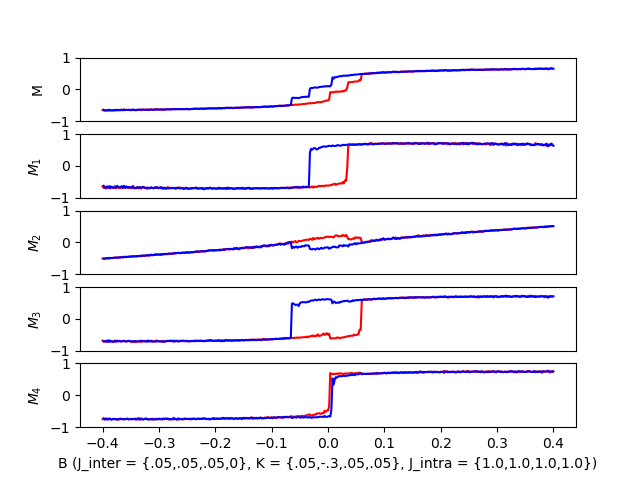 1
M 0
−1
1
M₁ 0
−1
1
M₂ 0
−1
1
M₃ 0
−1
1
M₄ 0
−1
−0.4 −0.3 −0.2 −0.1 0.0 0.1 0.2 0.3 0.4
B (J_inter = {.05,.05,.05,0}, K = {.05,-.3,.05,.05}, J_intra = {1.0,1.0,1.0,1.0})